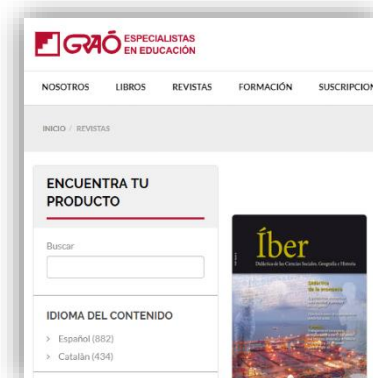 GRAÓ ESPECIALISTAS
EN EDUCACIÓN
NOSOTROS LIBROS REVISTAS FORMACIÓN SUSCRIPCION
INICIO / REVISTAS
ENCUENTRA TU
PRODUCTO
Buscar
Íber
Didáctica de las Ciencias Sociales, Geografía e Historia
IDIOMA DEL CONTENIDO
> Español (882)
> Catalán (434)